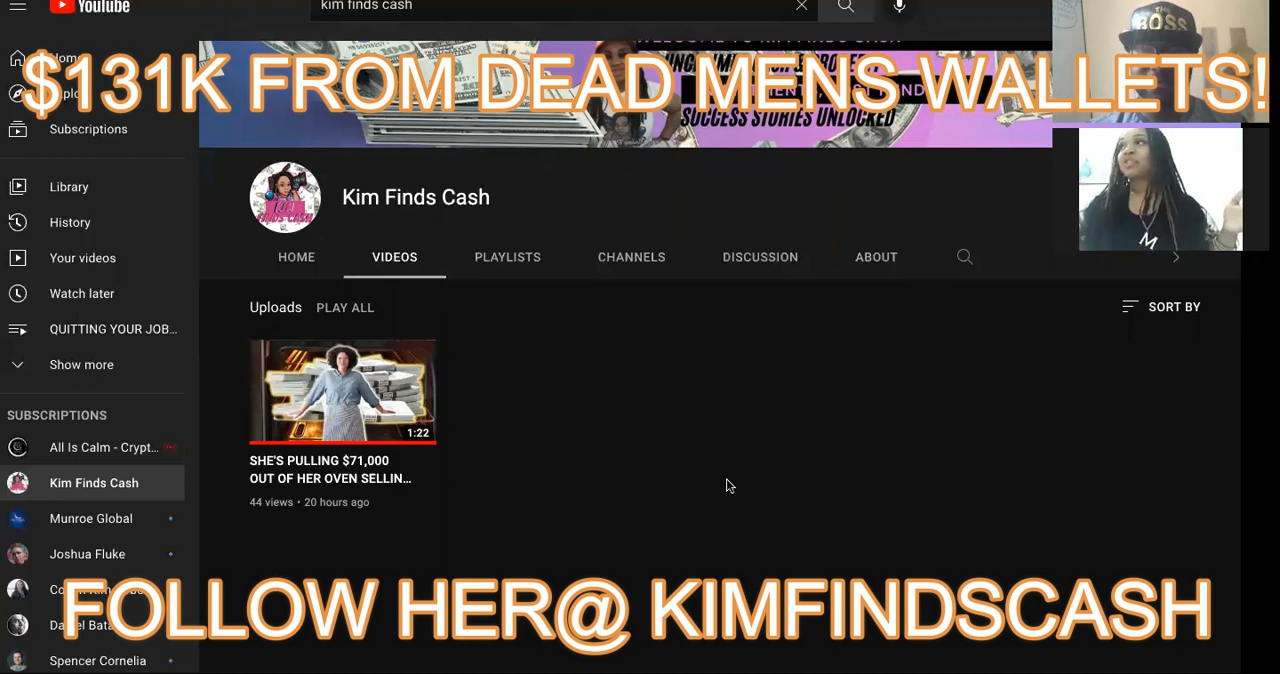 YouTube
kim finds cash
THE
BOSS
$131K FROM DEAD MENS WALLETS!
SUCCESS STORIES UNLOCKED
Subscriptions
Library
History
Your videos
Watch later
QUITTING YOUR JOB...
Show more
Kim Finds Cash
HOME
VIDEOS
PLAYLISTS
CHANNELS
DISCUSSION
ABOUT
M
Uploads
PLAY ALL
SORT BY
1:22
SHE'S PULLING $71,000
OUT OF HER OVEN SELLIN...
44 views • 20 hours ago
SUBSCRIPTIONS
All Is Calm - Crypt...
Kim Finds Cash
Munroe Global
Joshua Fluke
FOLLOW HER@ KIMFINDSCASH
Spencer Cornelia